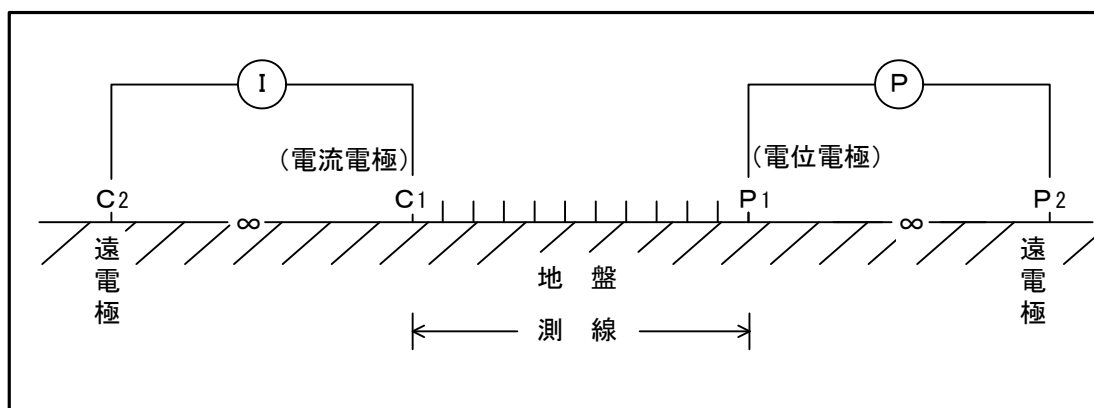 I P
(電流電極) (電位電極)
C2 ∞ C1 P1 ∞ P2
遠電極 地盤 遠電極
測線